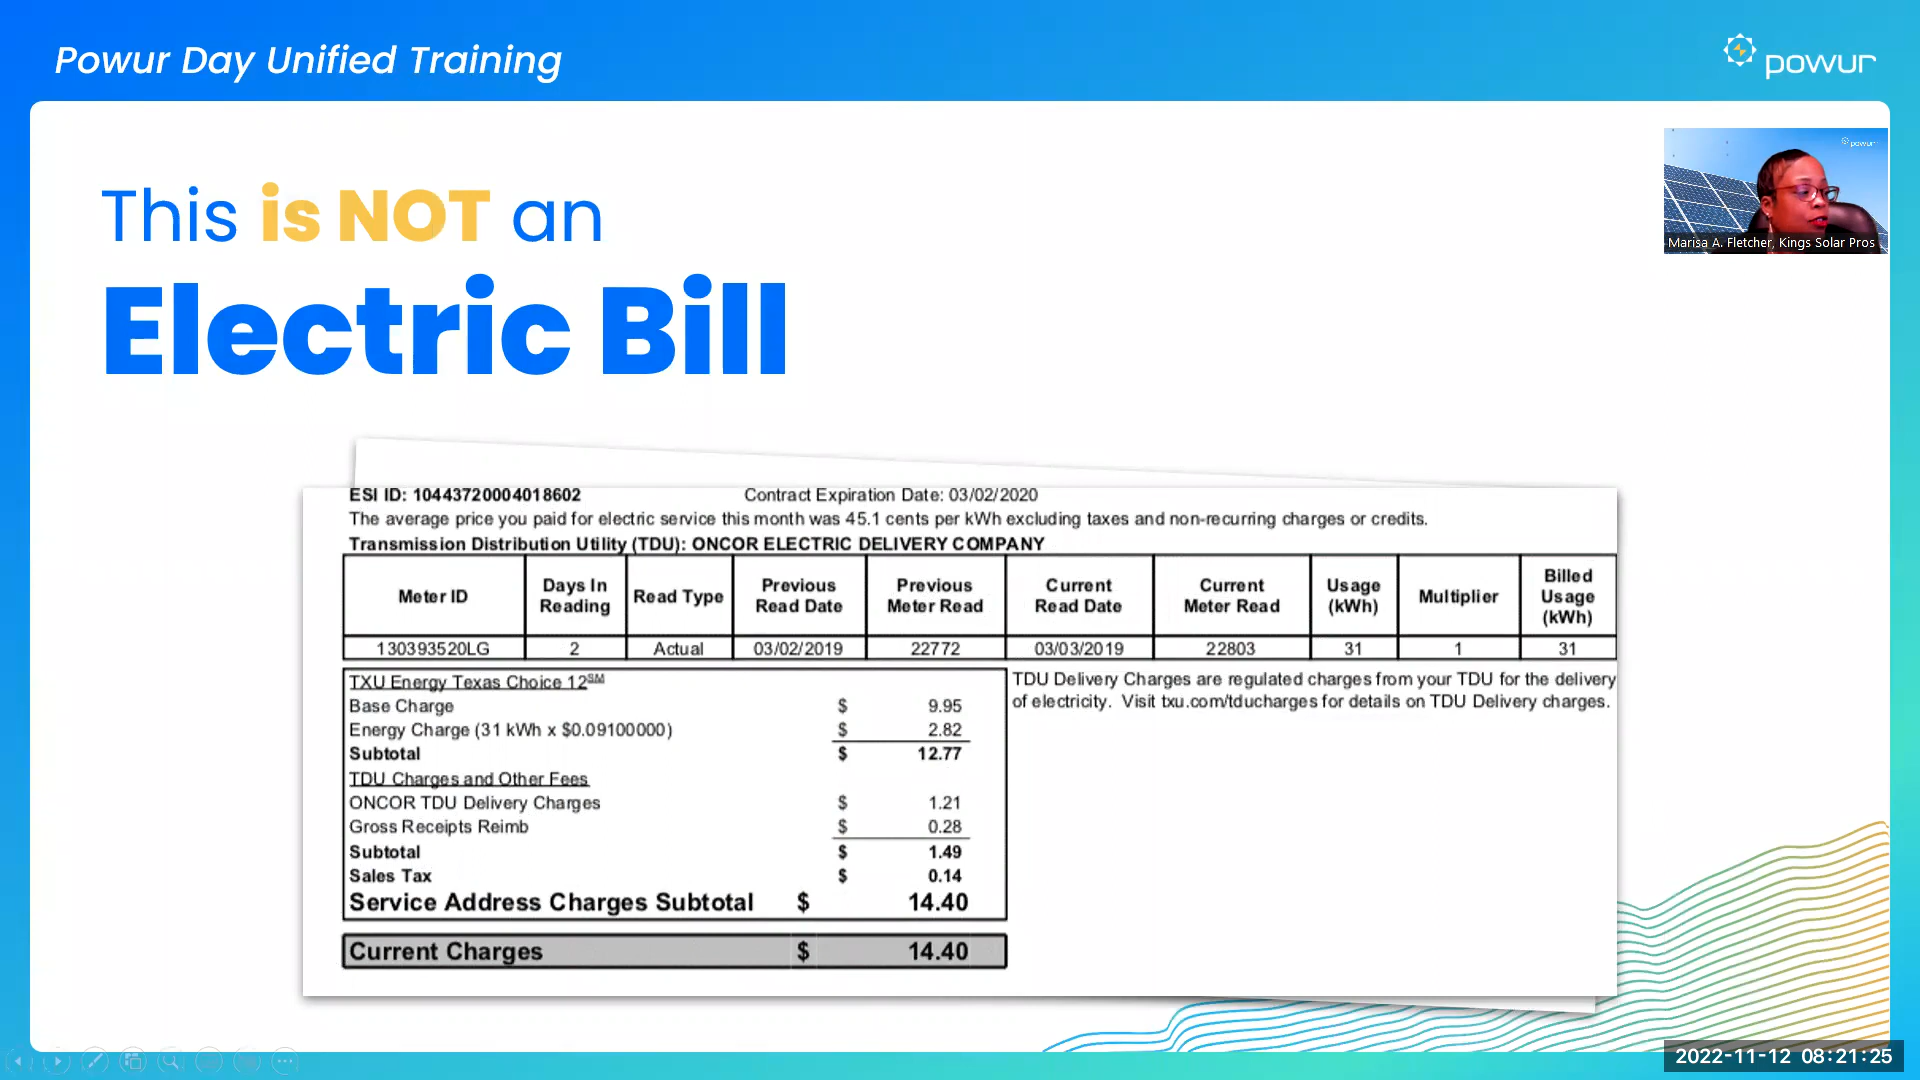 Powur Day Unified Training
powur
This is NOT an
Electric Bill
powur
Marisa A. Fletcher, Kings Solar Pros
ESI ID: 10443720004018602 Contract Expiration Date: 03/02/2020
The average price you paid for electric service this month was 45.1 cents per kWh excluding taxes and non-recurring charges or credits.
Transmission Distribution Utility (TDU): ONCOR ELECTRIC DELIVERY COMPANY
Meter ID Days In Reading Read Type Previous Read Date Previous Meter Read Current Read Date Current Meter Read Usage (kWh) Multiplier Billed Usage (kWh)
130393520LG 2 Actual 03/02/2019 22772 03/03/2019 22803 31 1 31
TXU Energy Texas Choice 12SM
Base Charge $ 9.95
Energy Charge (31 kWh x $0.09100000) $ 2.82
Subtotal $ 12.77
TDU Charges and Other Fees
ONCOR TDU Delivery Charges $ 1.21
Gross Receipts Reimb $ 0.28
Subtotal $ 1.49
Sales Tax $ 0.14
Service Address Charges Subtotal $ 14.40
Current Charges $ 14.40
TDU Delivery Charges are regulated charges from your TDU for the delivery
of electricity. Visit txu.com/tducharges for details on TDU Delivery charges.
2022-11-12 08:21:25